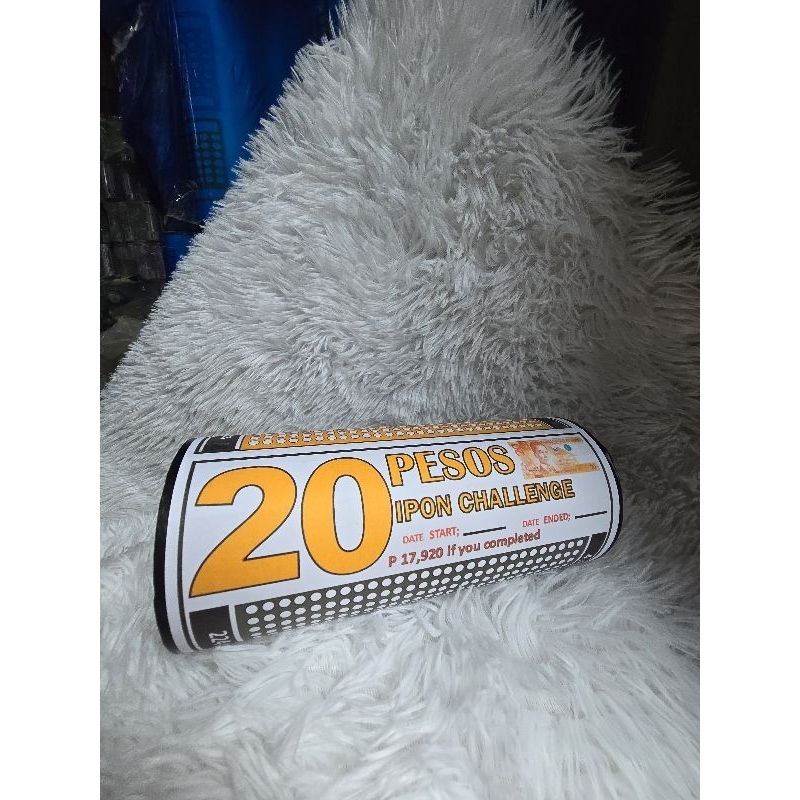 20
PESOS
IPON CHALLENGE
DATE START; DATE ENDED;
P 17,920 If you completed